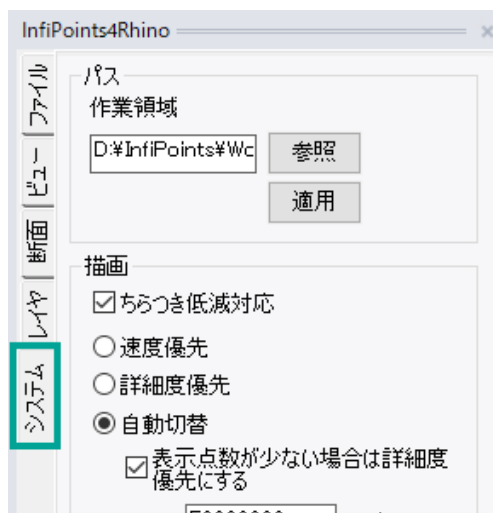 InfiPoints4Rhino
ファイル
ビュー
断面
レイヤ
システム
パス
作業領域
D:¥InfiPoints¥Wc
参照
適用
描画
ちらつき低減対応
速度優先
詳細度優先
自動切替
表示点数が少ない場合は詳細度
優先にする